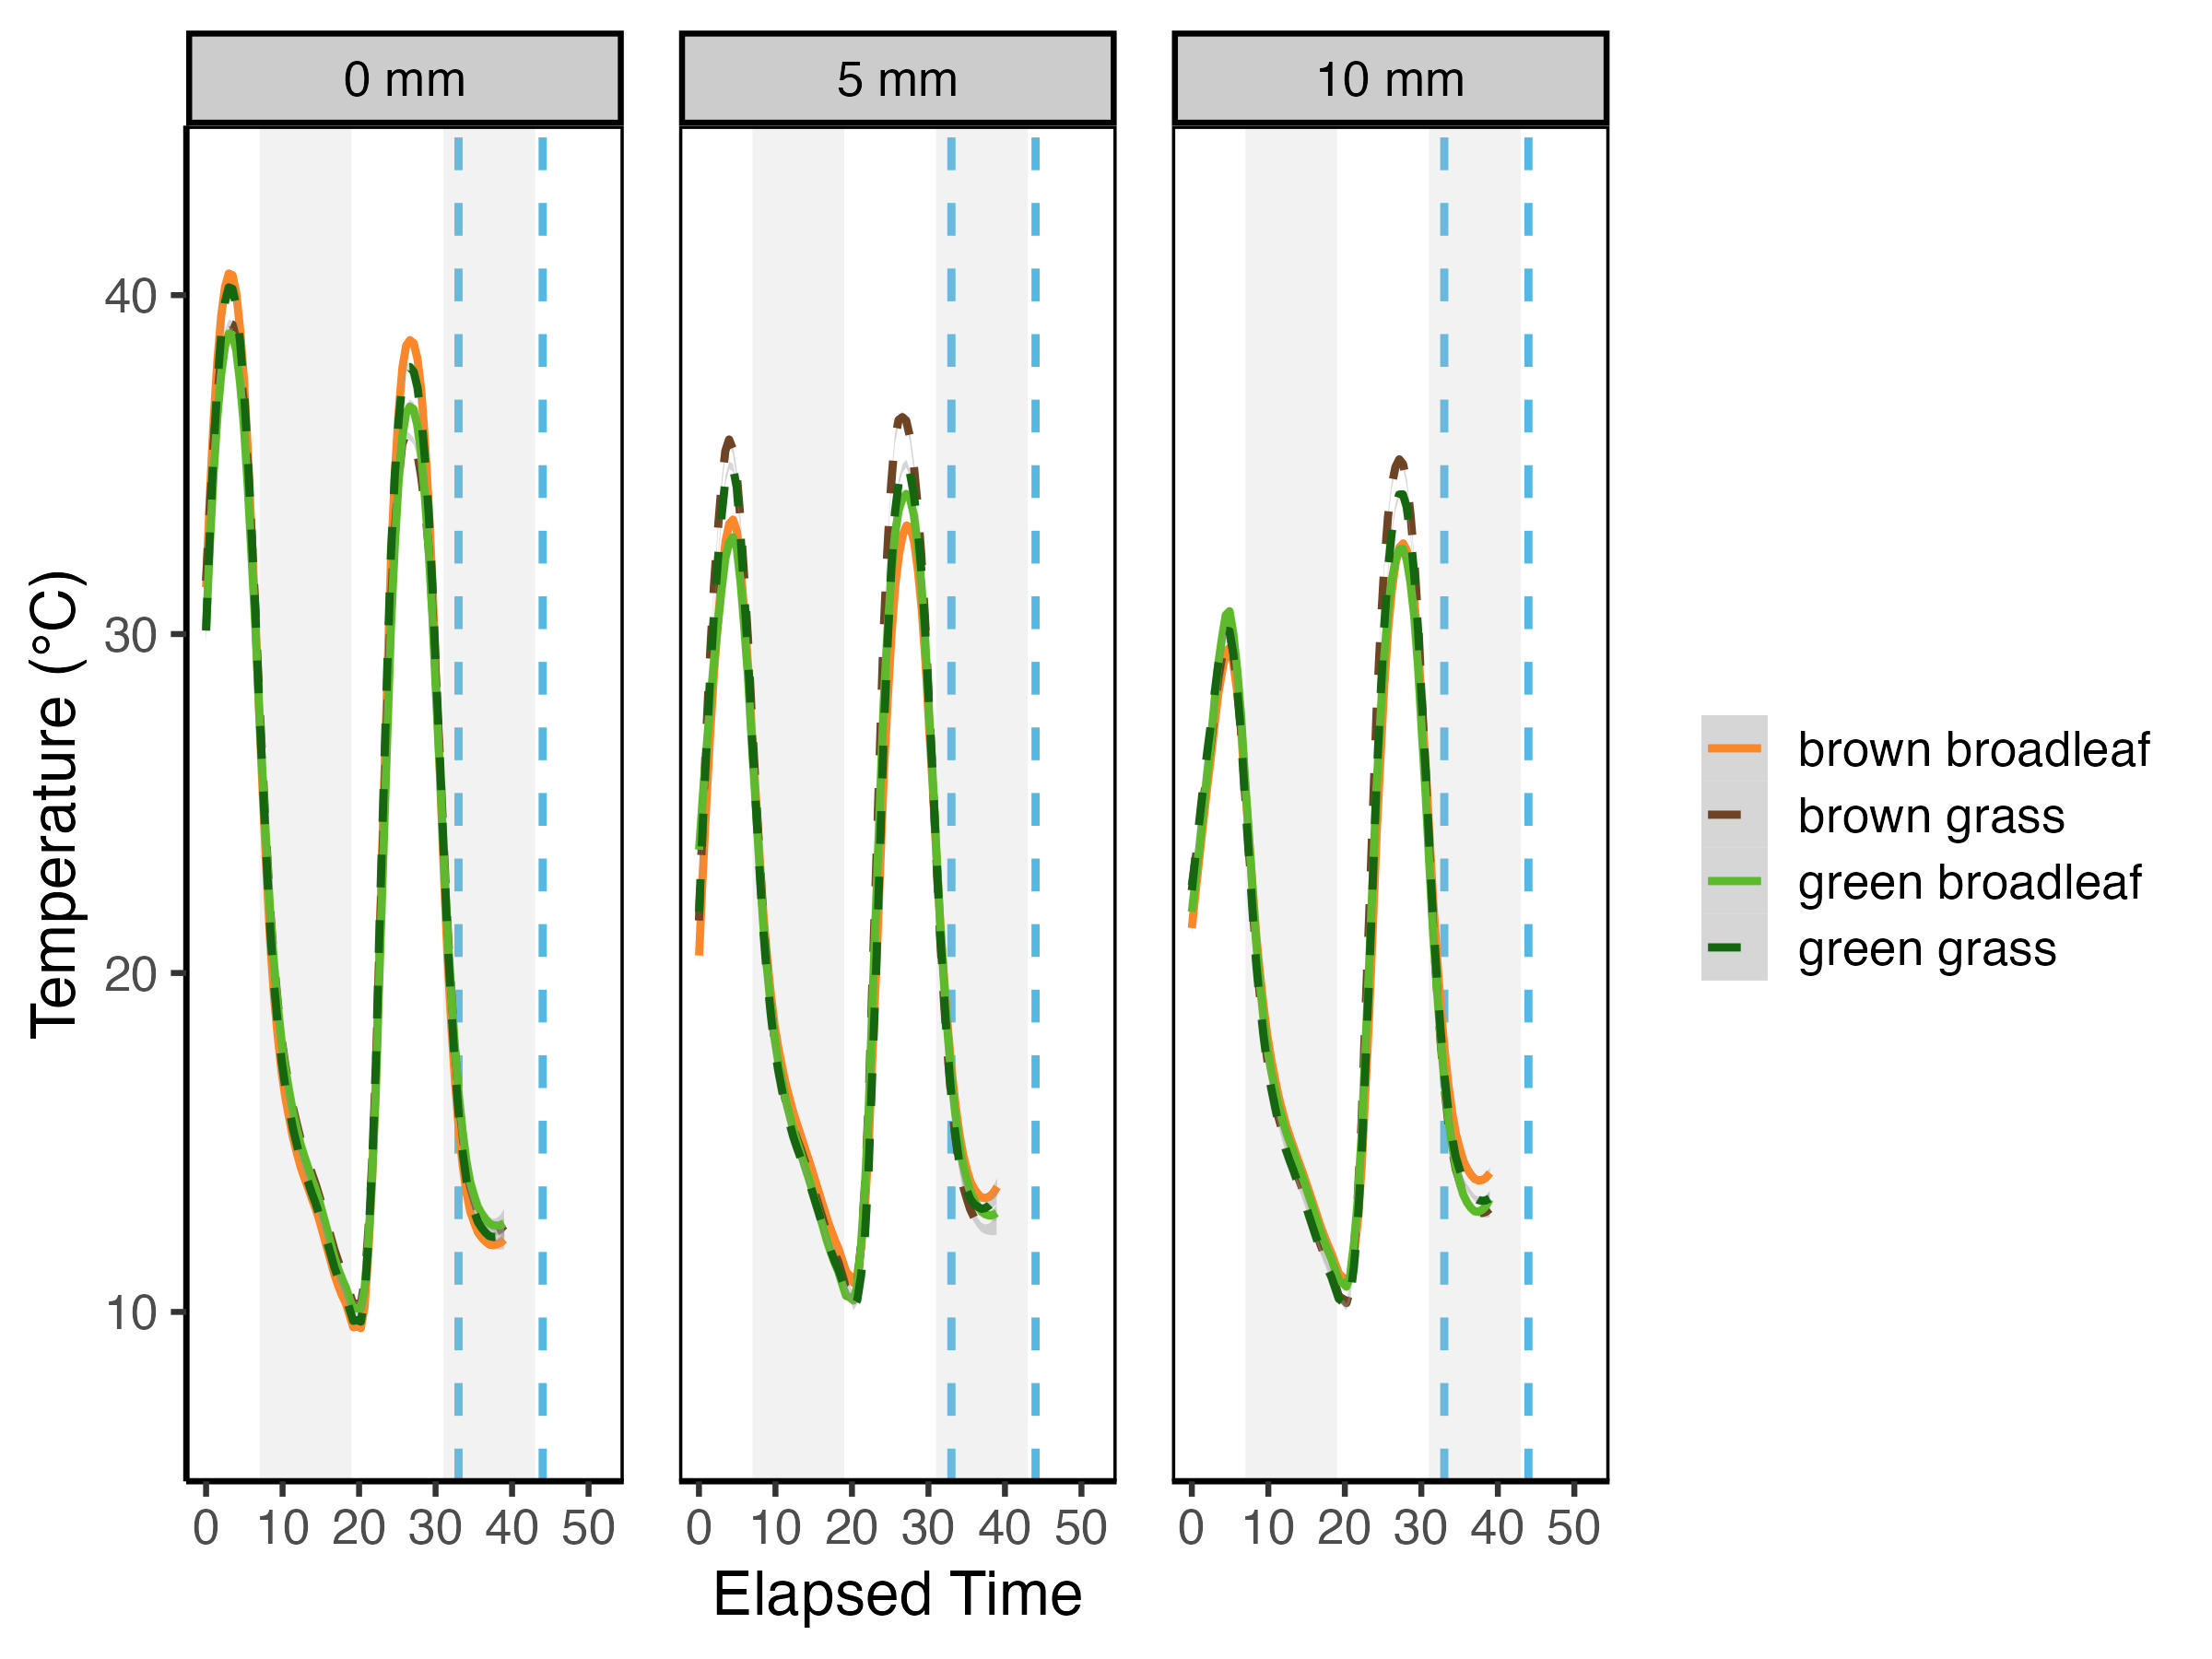 0 mm 5 mm 10 mm
40
30
20
10
Temperature (°C)
0 10 20 30 40 50 0 10 20 30 40 50 0 10 20 30 40 50
Elapsed Time
brown broadleaf
brown grass
green broadleaf
green grass